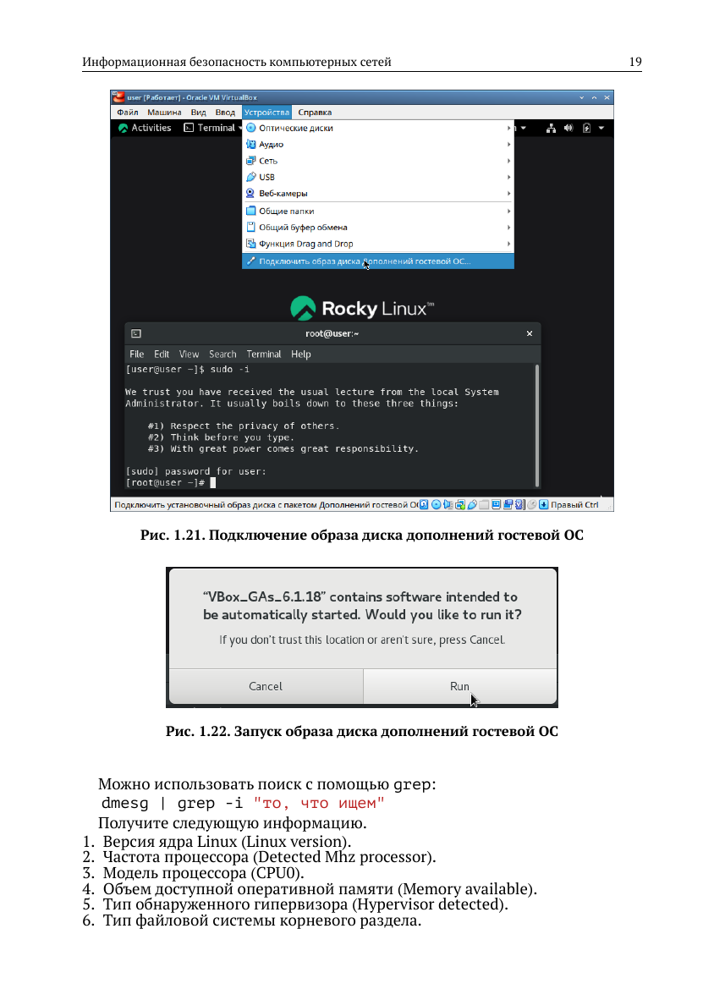 Информационная безопасность компьютерных сетей 19
user [Работает] - Oracle VM VirtualBox
Файл Машина Вид Ввод Устройства Справка
Activities Terminal
Оптические диски
Аудио
Сеть
USB
Веб-камеры
Общие папки
Общий буфер обмена
Функция Drag and Drop
Подключить образ диска Дополнений гостевой ОС...
Rocky Linux™
root@user:~
File Edit View Search Terminal Help
[user@user ~]$ sudo -i
We trust you have received the usual lecture from the local System
Administrator. It usually boils down to these three things:
#1) Respect the privacy of others.
#2) Think before you type.
#3) With great power comes great responsibility.
[sudo] password for user:
[root@user ~]#
Подключить установочный образ диска с пакетом Дополнений гостевой ОС Правый Ctrl
Рис. 1.21. Подключение образа диска дополнений гостевой ОС
“VBox_GAs_6.1.18” contains software intended to
be automatically started. Would you like to run it?
If you don’t trust this location or aren’t sure, press Cancel.
Cancel Run
Рис. 1.22. Запуск образа диска дополнений гостевой ОС
Можно использовать поиск с помощью grep:
dmesg | grep -i "то, что ищем"
Получите следующую информацию.
1. Версия ядра Linux (Linux version).
2. Частота процессора (Detected Mhz processor).
3. Модель процессора (CPU0).
4. Объем доступной оперативной памяти (Memory available).
5. Тип обнаруженного гипервизора (Hypervisor detected).
6. Тип файловой системы корневого раздела.